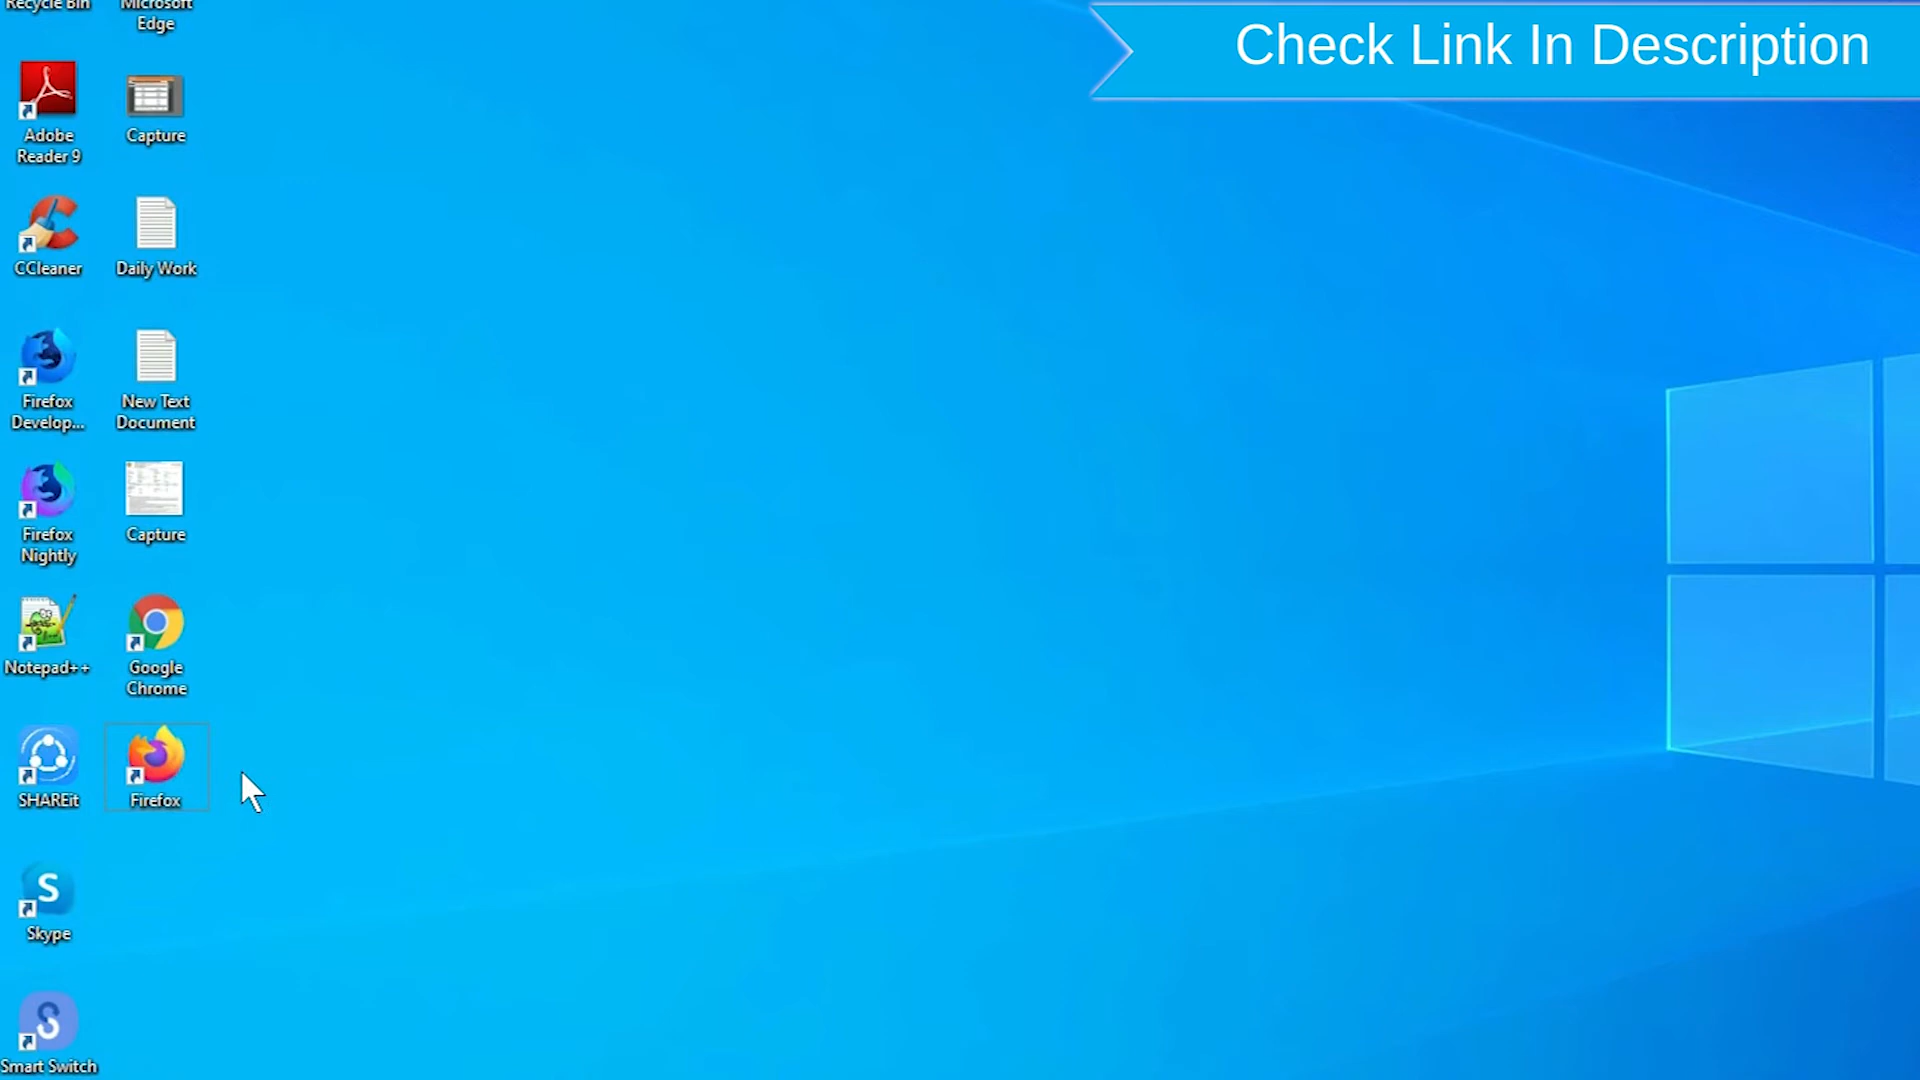 Recycle Bin
Microsoft
Edge
Check Link In Description
Adobe
Reader 9
Capture
CCleaner
Daily Work
Firefox
Develop...
New Text
Document
Firefox
Nightly
Capture
Notepad++
Google
Chrome
SHAREit
Firefox
Skype
Smart Switch